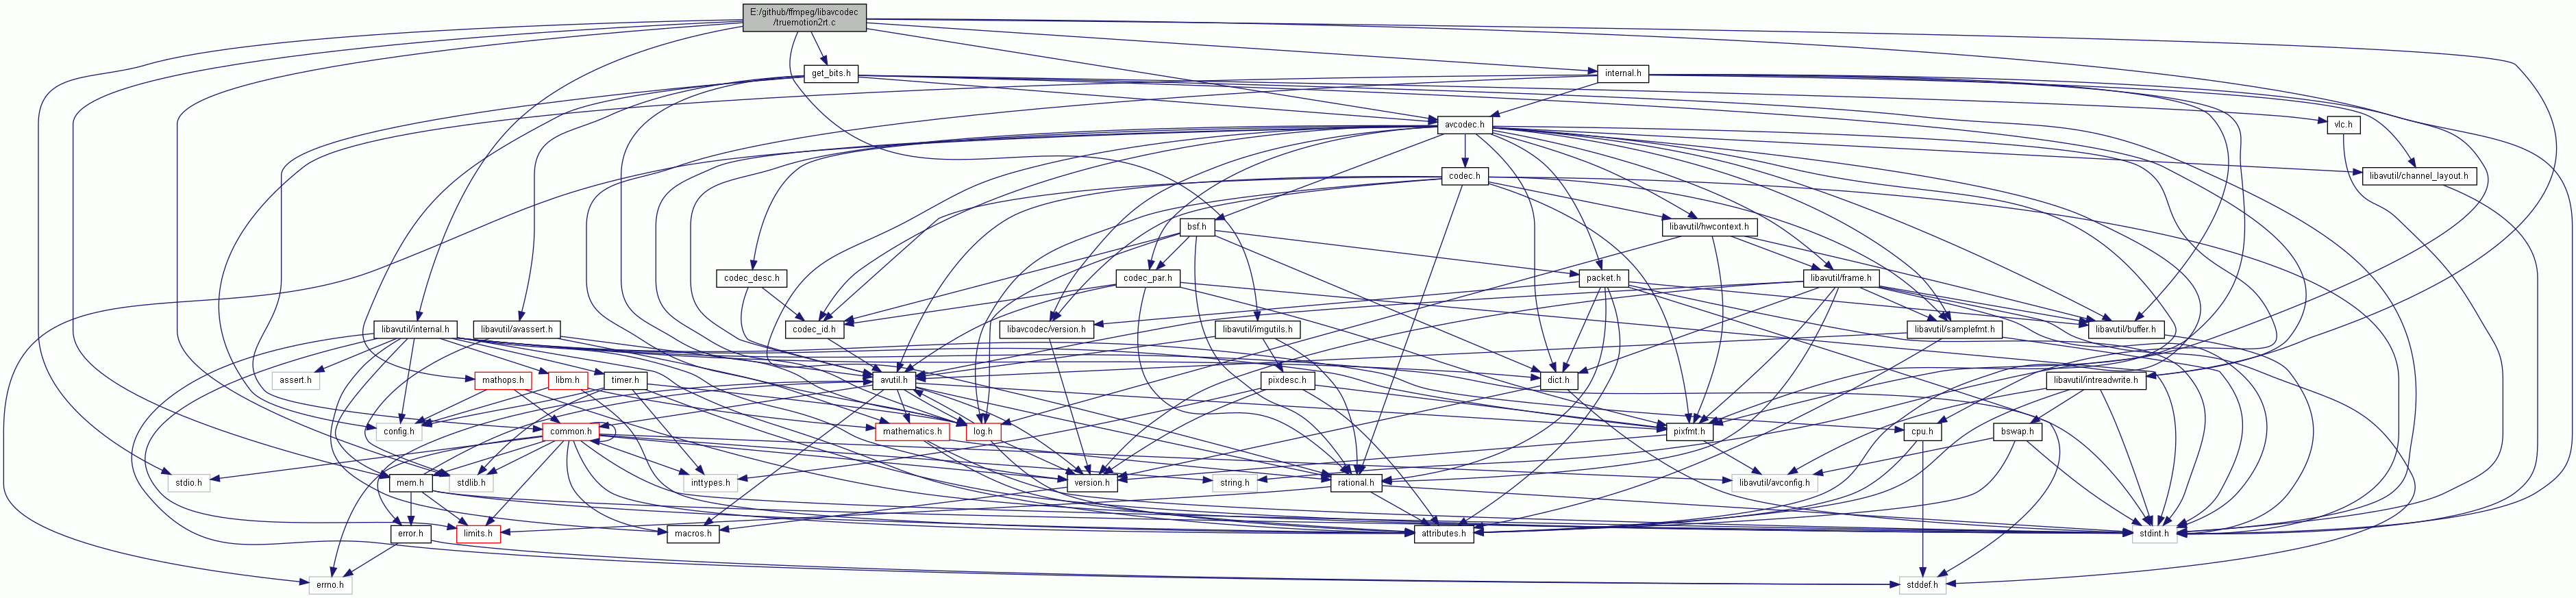 E:/github/ffmpeg/libavcodec
/truemotion2rt.c
get_bits.h
internal.h
avcodec.h
vlc.h
codec.h
libavutil/channel_layout.h
bsf.h
libavutil/hwcontext.h
codec_desc.h
codec_par.h
packet.h
libavutil/frame.h
libavutil/internal.h
libavutil/avassert.h
codec_id.h
libavcodec/version.h
libavutil/imgutils.h
libavutil/samplefmt.h
libavutil/buffer.h
assert.h
mathops.h
libm.h
timer.h
avutil.h
pixdesc.h
dict.h
libavutil/intreadwrite.h
config.h
common.h
mathematics.h
log.h
pixfmt.h
cpu.h
bswap.h
stdio.h
mem.h
stdlib.h
inttypes.h
version.h
string.h
rational.h
libavutil/avconfig.h
error.h
limits.h
macros.h
attributes.h
stdint.h
errno.h
stddef.h